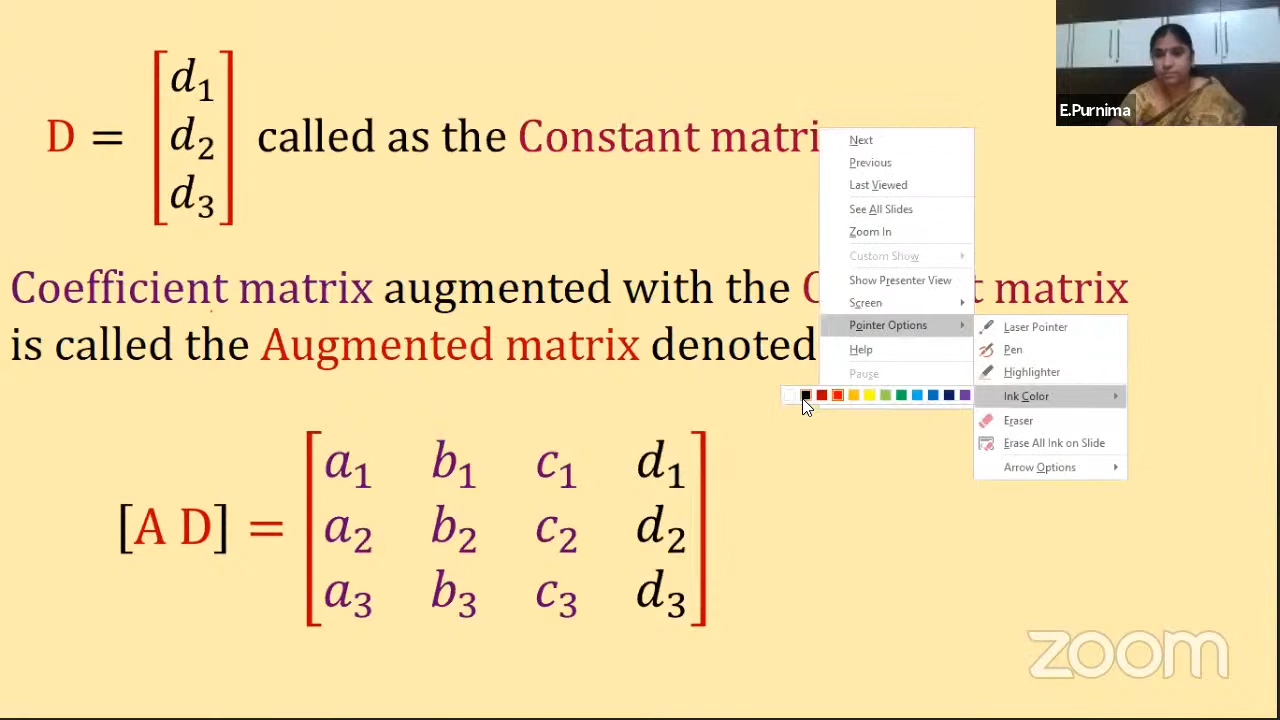 D = [d₁ d₂ d₃] called as the Constant matri
Coefficient matrix augmented with the C t matrix
is called the Augmented matrix denoted
[A D] = [a₁ b₁ c₁ d₁
a₂ b₂ c₂ d₂
a₃ b₃ c₃ d₃]
E.Purnima
Next
Previous
Last Viewed
See All Slides
Zoom In
Custom Show
Show Presenter View
Screen
Pointer Options
Help
Pause
Laser Pointer
Pen
Highlighter
Ink Color
Eraser
Erase All Ink on Slide
Arrow Options
zoom